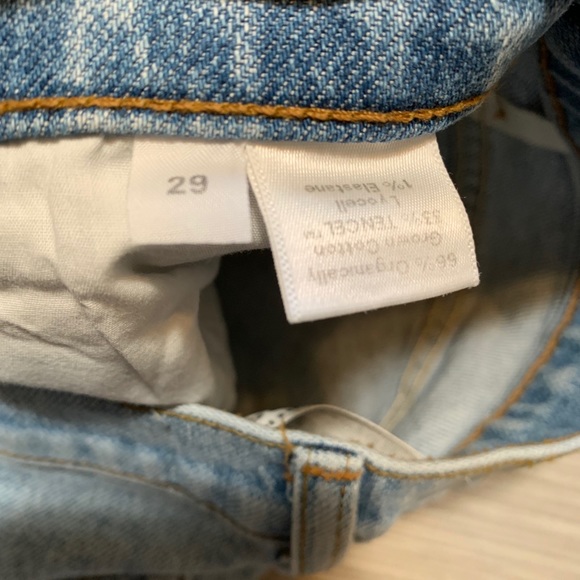 29
66% Organically
Grown Cotton
33% TENCEL™
Lyocell
1% Elastane